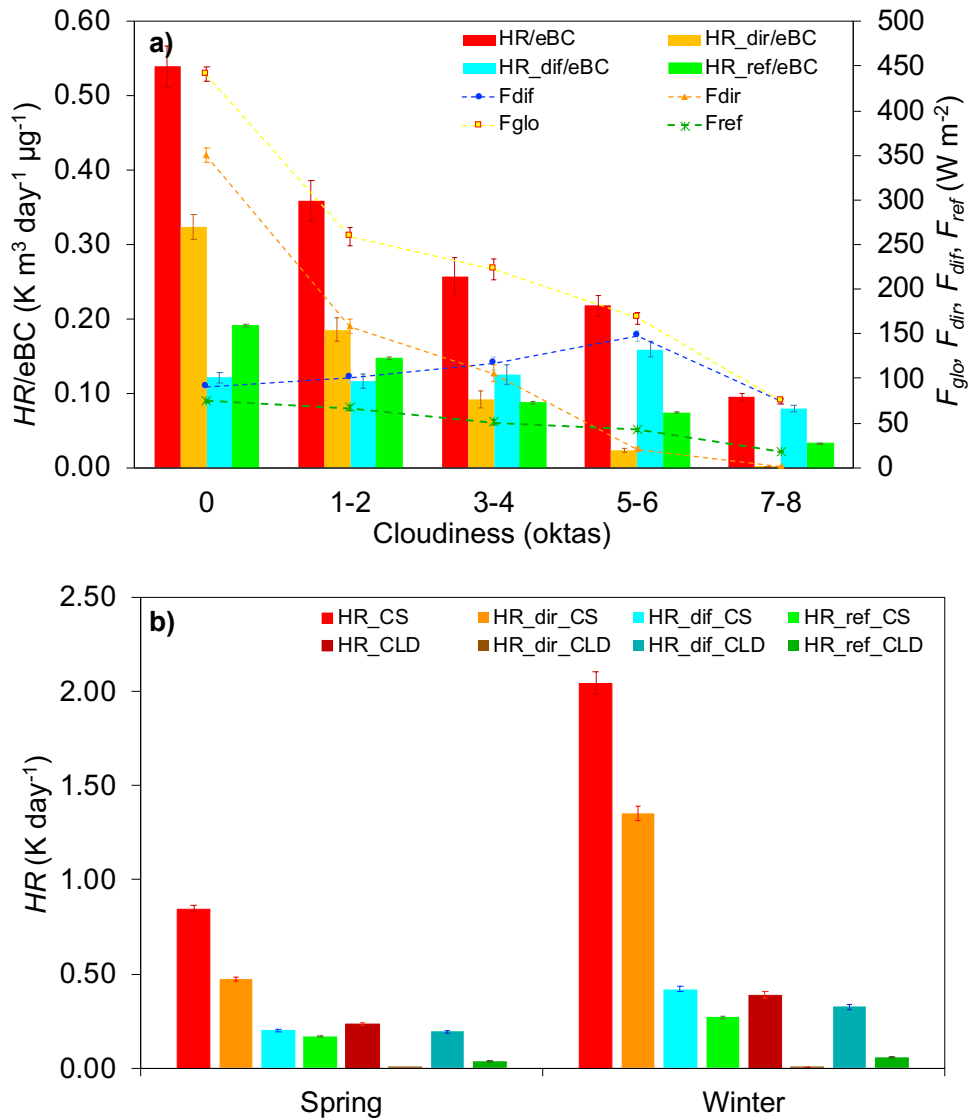 a)
HR/eBC HR_dir/eBC
HR_dif/eBC HR_ref/eBC
Fdif Fdir
Fglo Fref
0.60
0.50
0.40
0.30
0.20
0.10
0.00
HR/eBC (K m³ day⁻¹ µg⁻¹)
500
450
400
350
300
250
200
150
100
50
0
F_glo, F_dir, F_dif, F_ref (W m⁻²)
0 1-2 3-4 5-6 7-8
Cloudiness (oktas)
b)
HR_CS HR_dir_CS HR_dif_CS HR_ref_CS
HR_CLD HR_dir_CLD HR_dif_CLD HR_ref_CLD
2.50
2.00
1.50
1.00
0.50
0.00
HR (K day⁻¹)
Spring Winter